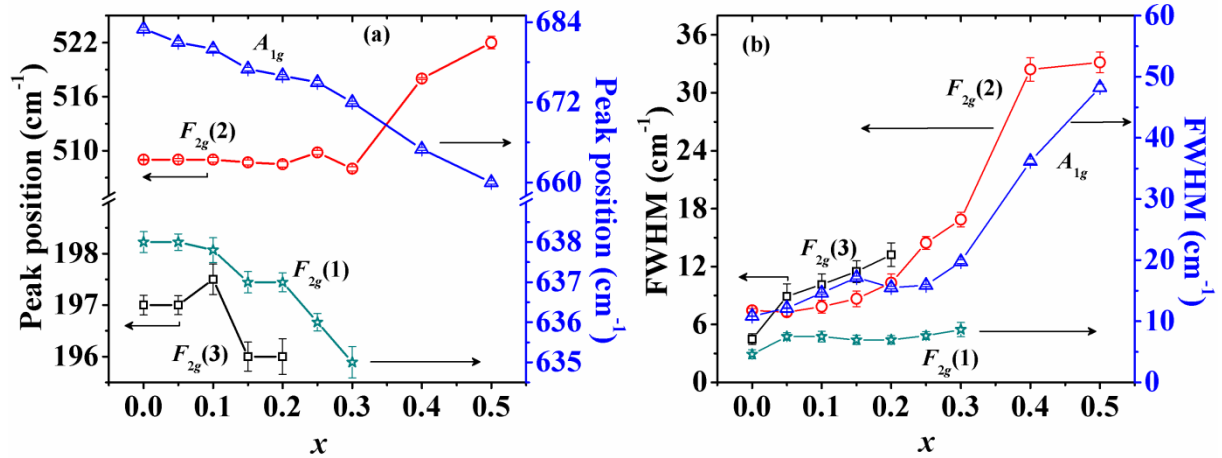 (a)
Peak position (cm⁻¹)
522
516
510
198
197
196
684
672
660
638
637
636
635
Peak position (cm⁻¹)
A1g
F2g(2)
F2g(1)
F2g(3)
0.0 0.1 0.2 0.3 0.4 0.5
x
(b)
FWHM (cm⁻¹)
36
30
24
18
12
6
0
60
50
40
30
20
10
0
FWHM (cm⁻¹)
F2g(2)
A1g
F2g(3)
F2g(1)
0.0 0.1 0.2 0.3 0.4 0.5
x